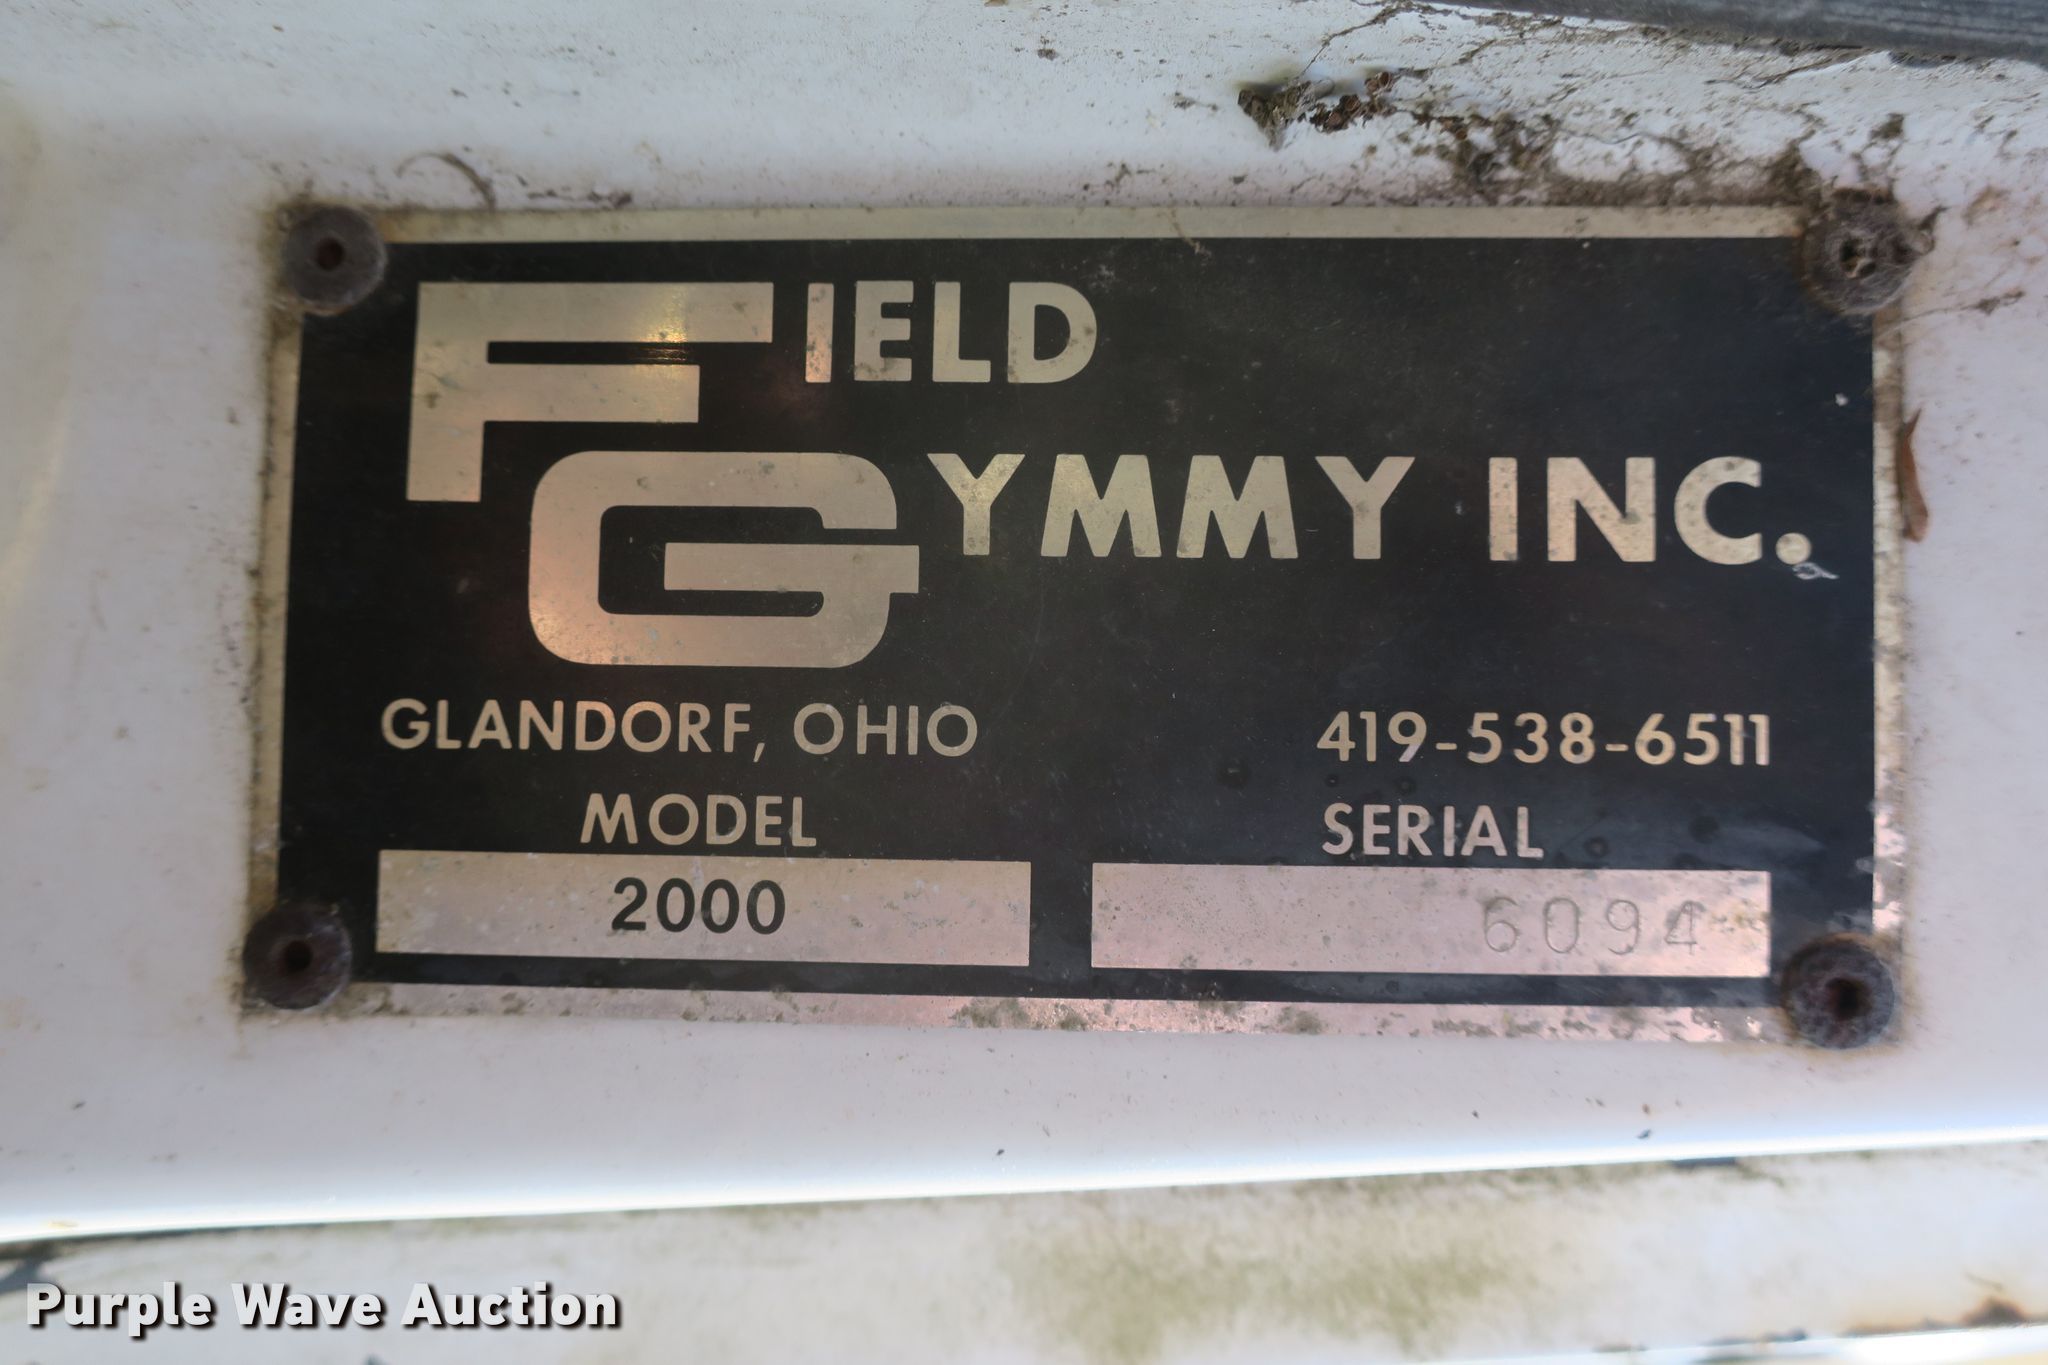 FIELD
GYMMY INC.
GLANDORF, OHIO 419-538-6511
MODEL SERIAL
2000 6094
Purple Wave Auction